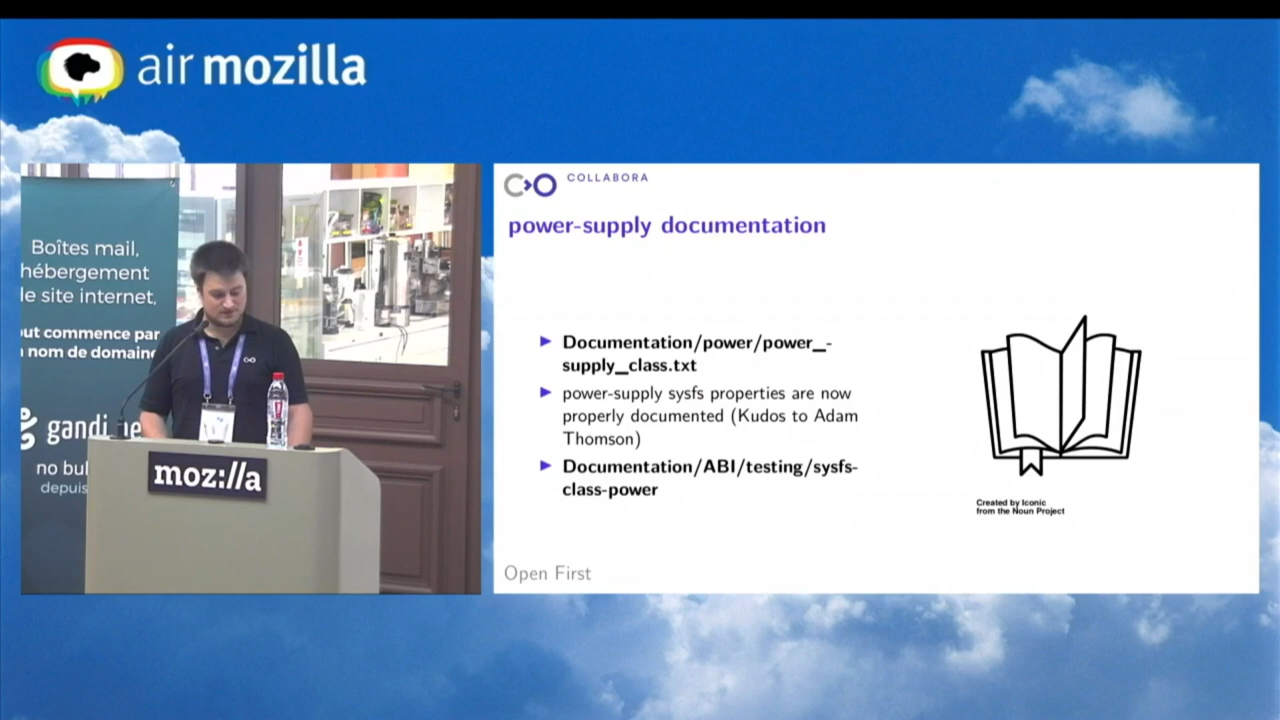 air mozilla
Boîtes mail,
hébergement
le site internet,
ut commence par
nom de domaine
gandi
no bul
depuis
moz://a
COLLABORA
power-supply documentation
Documentation/power/power_-
supply_class.txt
power-supply sysfs properties are now
properly documented (Kudos to Adam
Thomson)
Documentation/ABI/testing/sysfs-
class-power
Created by Iconic
from the Noun Project
Open First